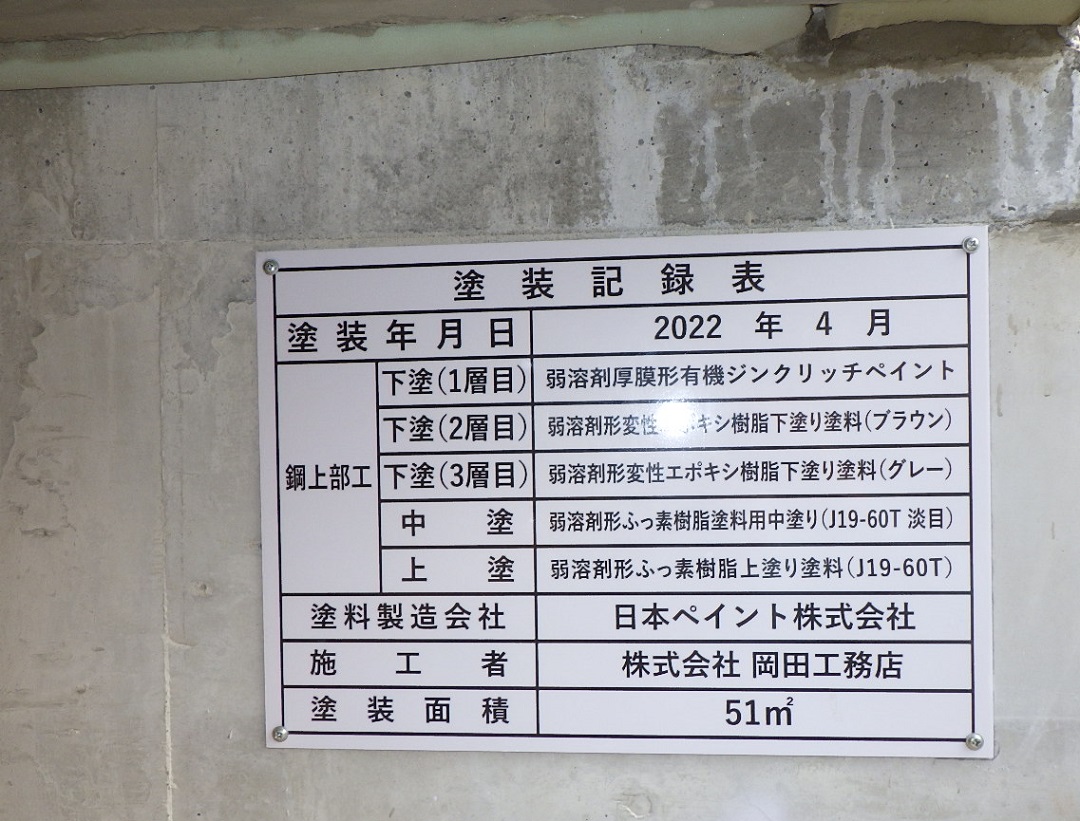 塗装記録表
塗装年月日 2022 年 4 月
鋼上部工
下塗(1層目) 弱溶剤厚膜形有機ジンクリッチペイント
下塗(2層目) 弱溶剤形変性 ポキシ樹脂下塗り塗料(ブラウン)
下塗(3層目) 弱溶剤形変性エポキシ樹脂下塗り塗料(グレー)
中塗 弱溶剤形ふっ素樹脂塗料用中塗り(J19-60T 淡目)
上塗 弱溶剤形ふっ素樹脂上塗り塗料(J19-60T)
塗料製造会社 日本ペイント株式会社
施工者 株式会社 岡田工務店
塗装面積 51㎡